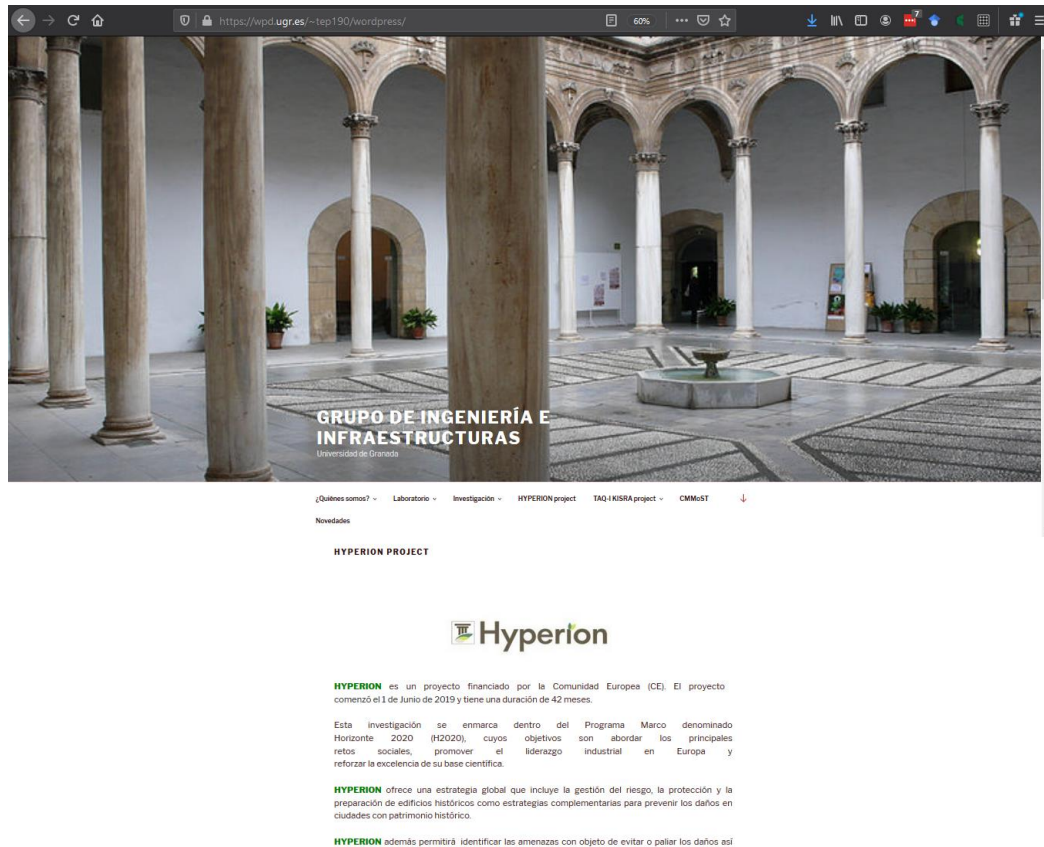 https://wpd.ugr.es/~tep190/wordpress/
60%
7
GRUPO DE INGENIERÍA E
INFRAESTRUCTURAS
Universidad de Granada
¿Quiénes somos?
Laboratorio
Investigación
HYPERION project
TAQ-I KISRA project
CMMoST
Novedades
HYPERION PROJECT
Hyperion
HYPERION es un proyecto financiado por la Comunidad Europea (CE). El proyecto
comenzó el 1 de Junio de 2019 y tiene una duración de 42 meses.
Esta investigación se enmarca dentro del Programa Marco denominado
Horizonte 2020 (H2020), cuyos objetivos son abordar los principales
retos sociales, promover el liderazgo industrial en Europa y
reforzar la excelencia de su base científica.
HYPERION ofrece una estrategia global que incluye la gestión del riesgo, la protección y la
preparación de edificios históricos como estrategias complementarias para prevenir los daños en
ciudades con patrimonio histórico.
HYPERION además permitirá identificar las amenazas con objeto de evitar o paliar los daños así